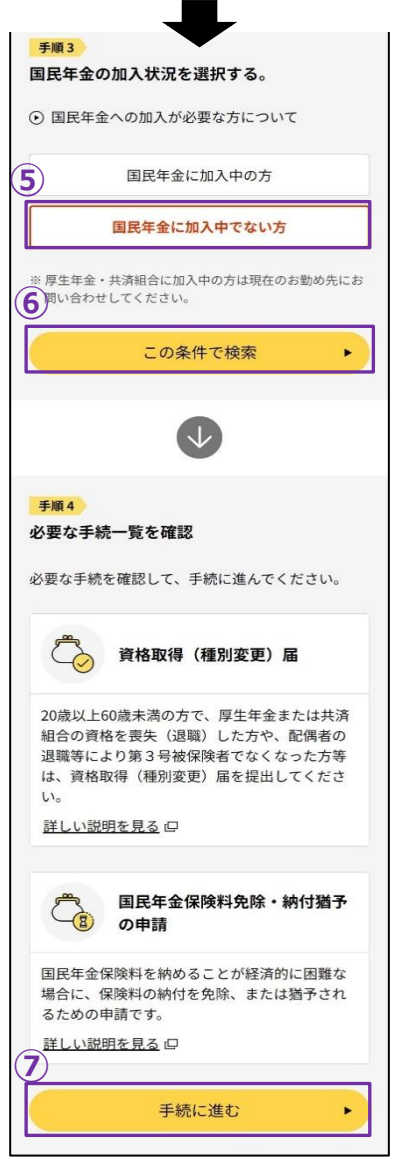 手順3
国民年金の加入状況を選択する。
国民年金への加入が必要な方について
⑤
国民年金に加入中の方
国民年金に加入中でない方
※ 厚生年金・共済組合に加入中の方は現在のお勤め先にお
問い合わせしてください。
⑥
この条件で検索
手順4
必要な手続一覧を確認
必要な手続を確認して、手続に進んでください。
資格取得（種別変更）届
20歳以上60歳未満の方で、厚生年金または共済
組合の資格を喪失（退職）した方や、配偶者の
退職等により第３号被保険者でなくなった方等
は、資格取得（種別変更）届を提出してくださ
い。
詳しい説明を見る
国民年金保険料免除・納付猶予
の申請
国民年金保険料を納めることが経済的に困難な
場合に、保険料の納付を免除、または猶予され
るための申請です。
詳しい説明を見る
⑦
手続に進む